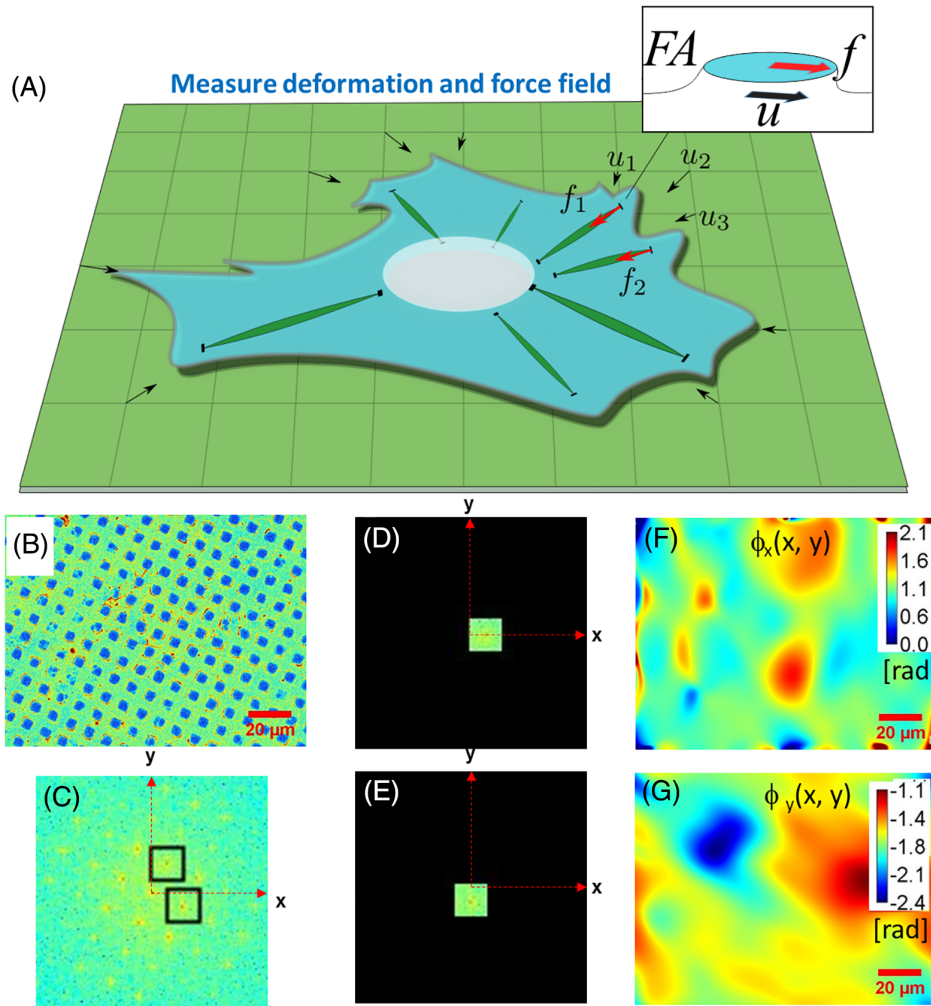 (A)
Measure deformation and force field
FA
f
u
u1
u2
u3
f1
f2
(B)
20 μm
y
(D)
x
(F)
ϕx(x, y)
2.1
1.6
1.1
0.6
0.0
[rad
20 μm
y
(C)
x
y
(E)
x
(G)
ϕ y(x, y)
-1.1
-1.4
-1.8
-2.1
-2.4
[rad]
20 μm